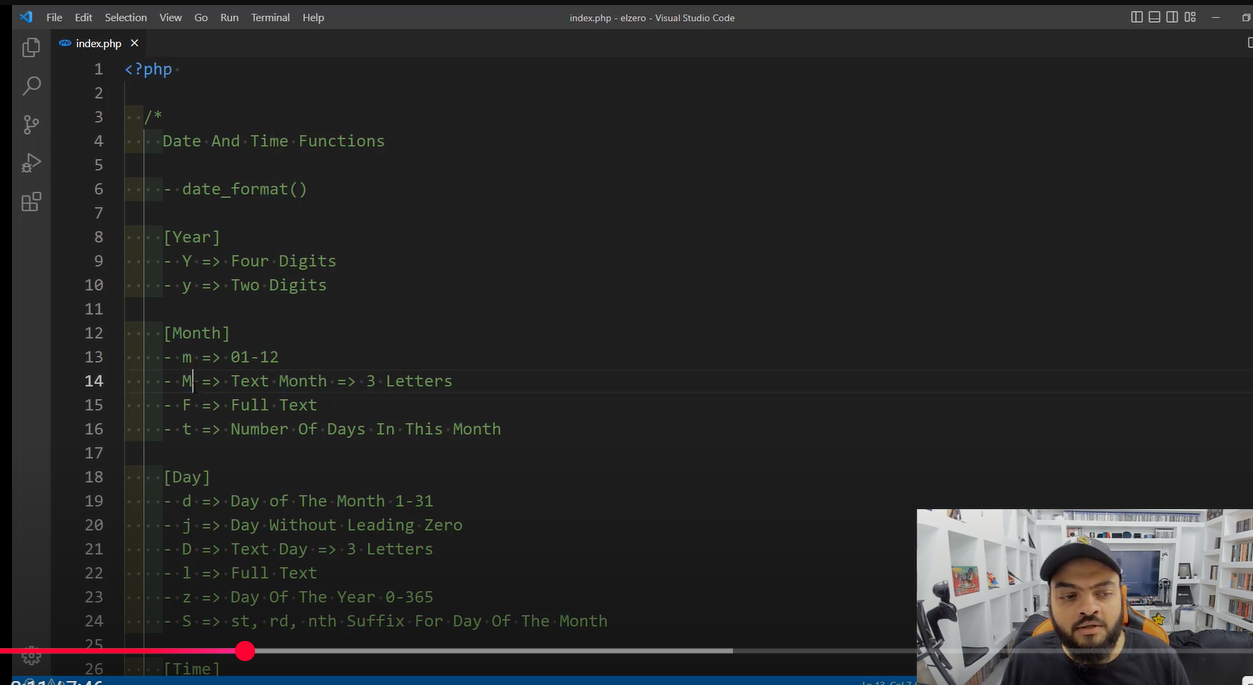 File Edit Selection View Go Run Terminal Help
index.php - elzero - Visual Studio Code
index.php
1 <?php
2
3 /*
4 Date And Time Functions
5
6 - date_format()
7
8 [Year]
9 - Y => Four Digits
10 - y => Two Digits
11
12 [Month]
13 - m => 01-12
14 - M => Text Month => 3 Letters
15 - F => Full Text
16 - t => Number Of Days In This Month
17
18 [Day]
19 - d => Day of The Month 1-31
20 - j => Day Without Leading Zero
21 - D => Text Day => 3 Letters
22 - l => Full Text
23 - z => Day Of The Year 0-365
24 - S => st, rd, nth Suffix For Day Of The Month
25
26 [Time]